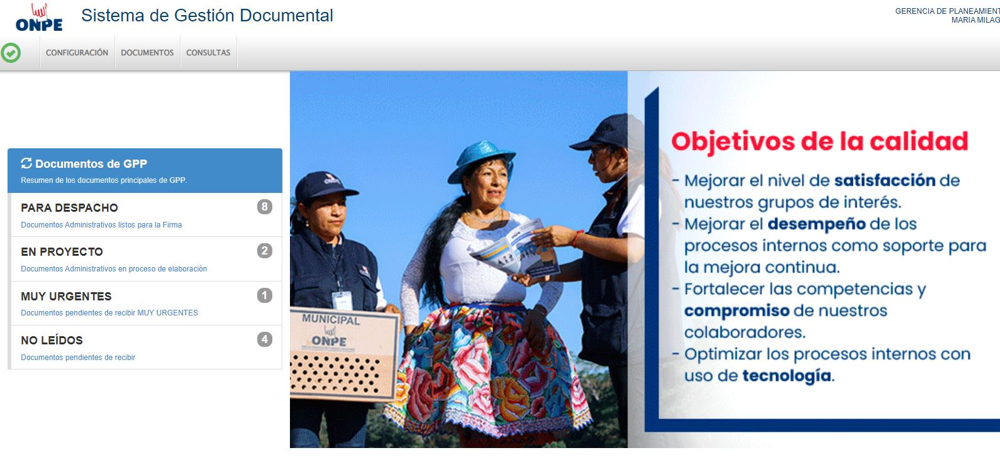 ONPE
Sistema de Gestión Documental
GERENCIA DE PLANEAMIENT
MARIA MILAG
CONFIGURACIÓN
DOCUMENTOS
CONSULTAS
Documentos de GPP
Resumen de los documentos principales de GPP.
PARA DESPACHO
8
Documentos Administrativos listos para la Firma
EN PROYECTO
2
Documentos Administrativos en proceso de elaboración
MUY URGENTES
1
Documentos pendientes de recibir MUY URGENTES
NO LEÍDOS
4
Documentos pendientes de recibir
MUNICIPAL
ONPE
Objetivos de la calidad
- Mejorar el nivel de satisfacción de
nuestros grupos de interés.
- Mejorar el desempeño de los
procesos internos como soporte para
la mejora continua.
- Fortalecer las competencias y
compromiso de nuestros
colaboradores.
- Optimizar los procesos internos con
uso de tecnología.